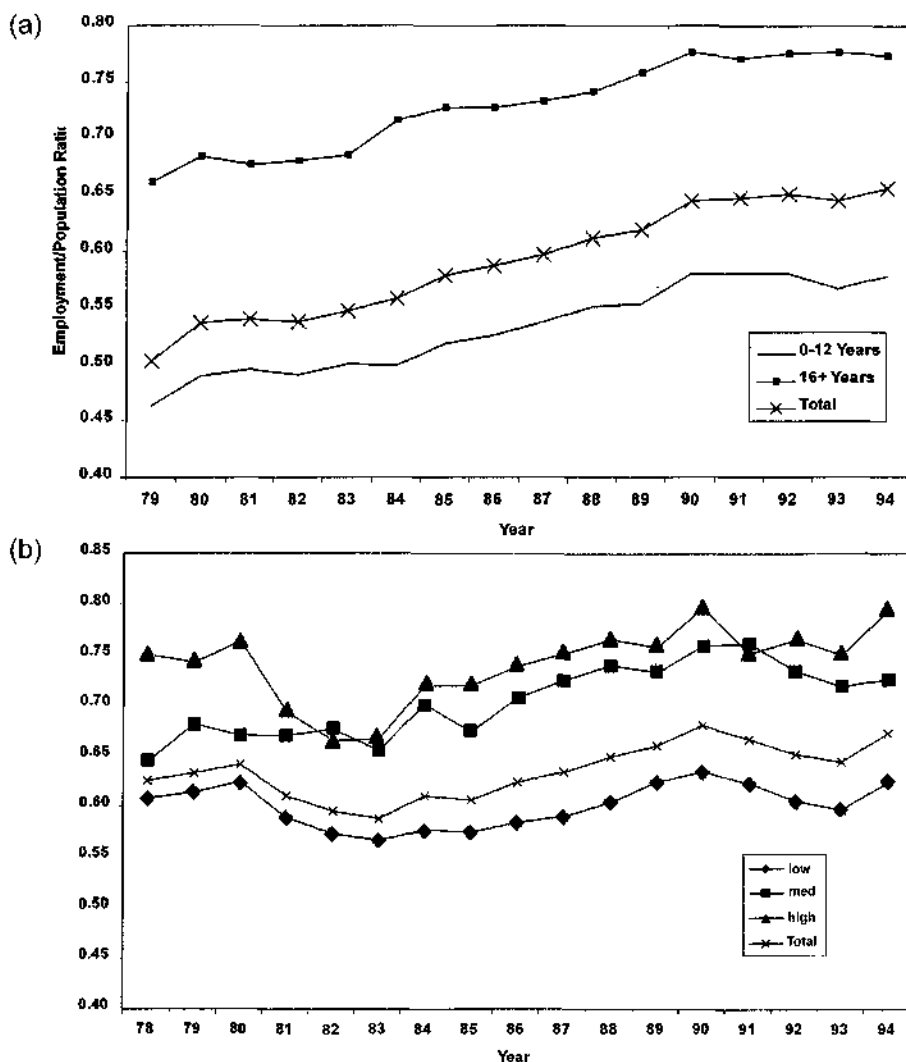 (a)
0.80
0.75
0.70
0.65
0.60
0.55
0.50
0.45
0.40
Employment/Population Ratio
0-12 Years
16+ Years
Total
79 80 81 82 83 84 85 86 87 88 89 90 91 92 93 94
Year
(b)
0.85
0.80
0.75
0.70
0.65
0.60
0.55
0.50
0.45
0.40
low
med
high
Total
78 79 80 81 82 83 84 85 86 87 88 89 90 91 92 93 94
Year